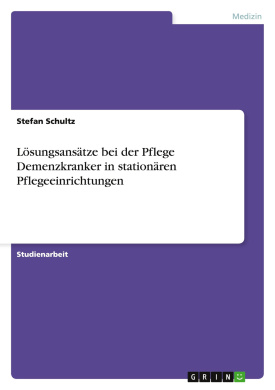 Medizin
Stefan Schultz
Lösungsansätze bei der Pflege
Demenzkranker in stationären
Pflegeeinrichtungen
Studienarbeit
GRIN